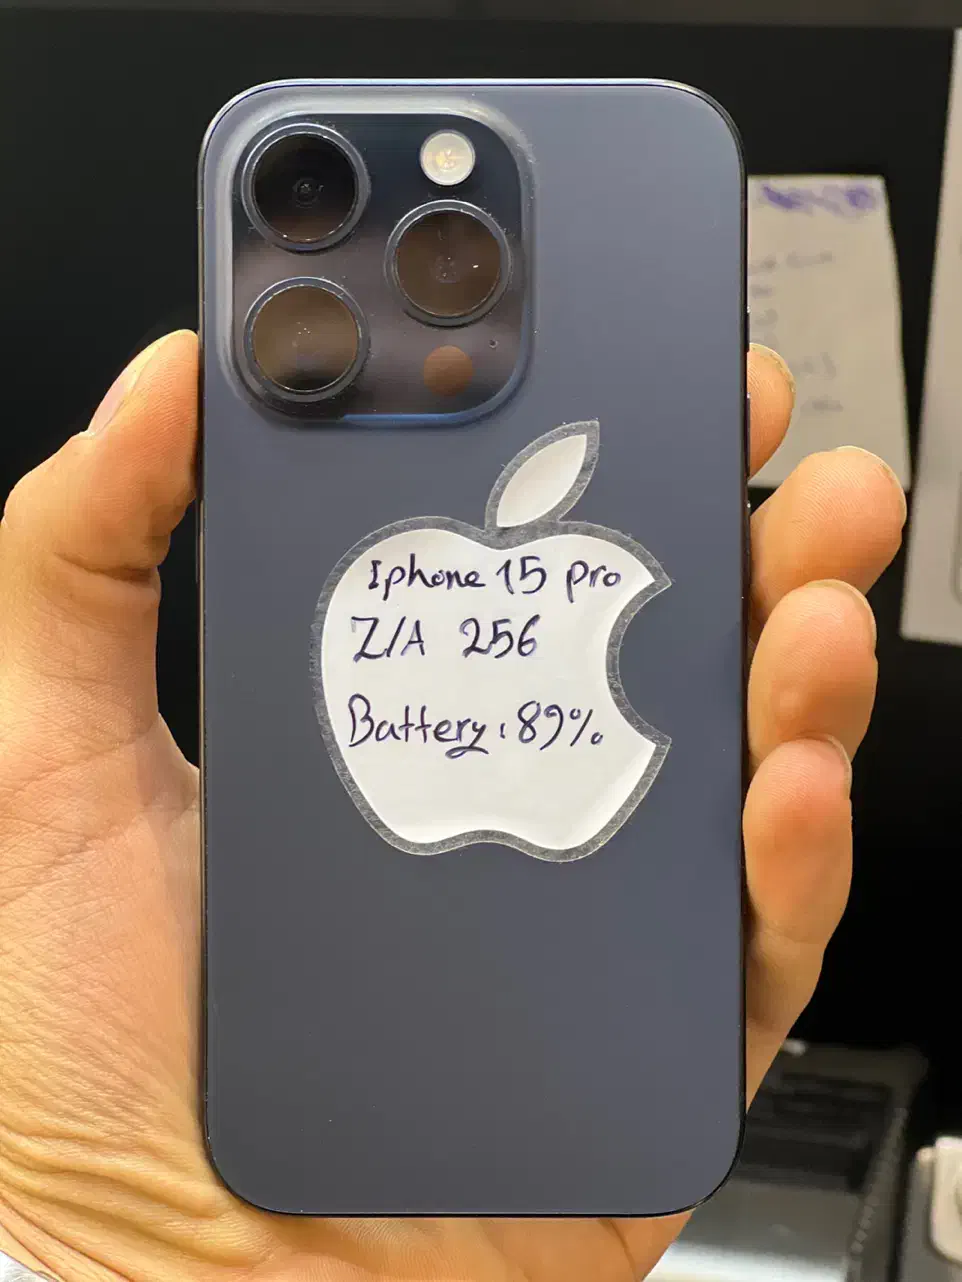 Iphone 15 pro
Z/A 256
Battery: 89%